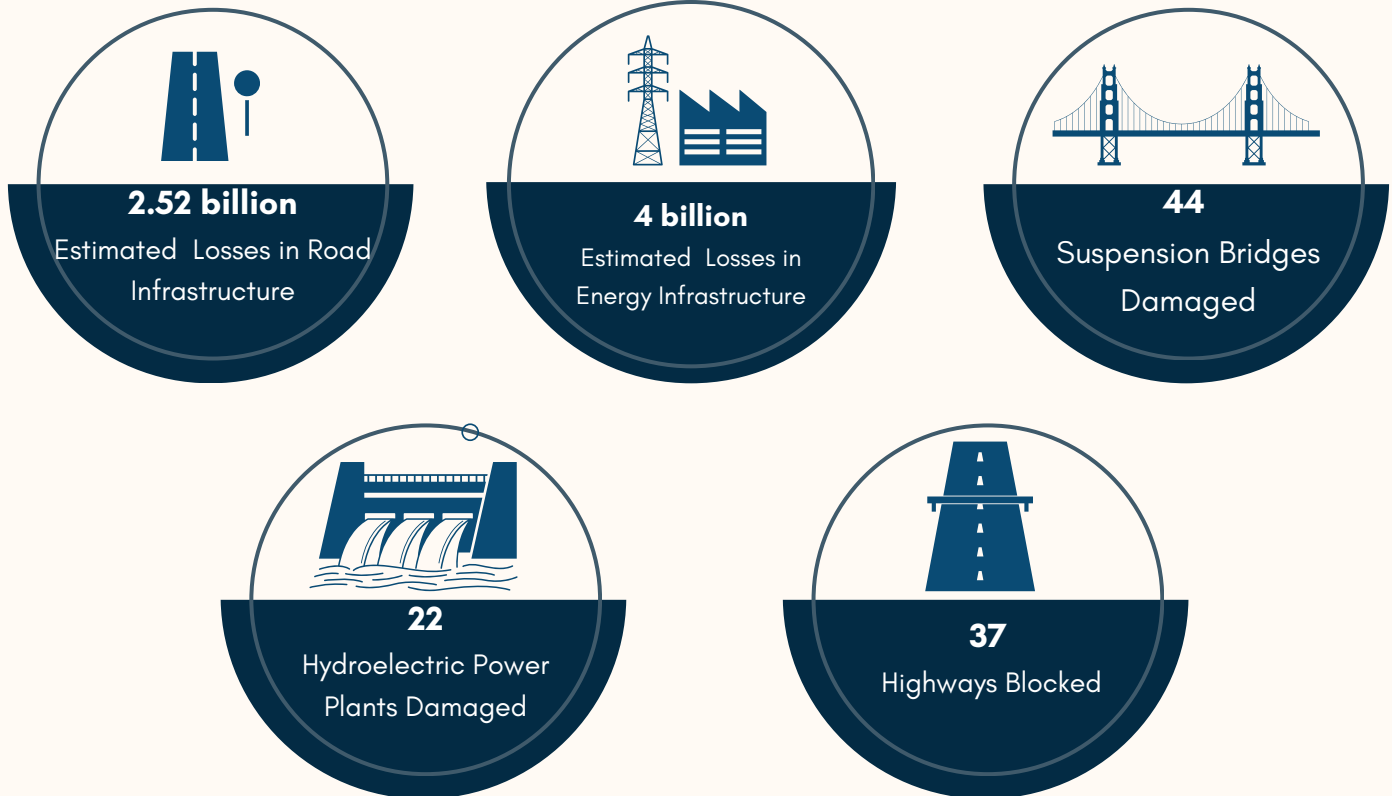 2.52 billion
Estimated Losses in Road
Infrastructure
4 billion
Estimated Losses in
Energy Infrastructure
44
Suspension Bridges
Damaged
22
Hydroelectric Power
Plants Damaged
37
Highways Blocked